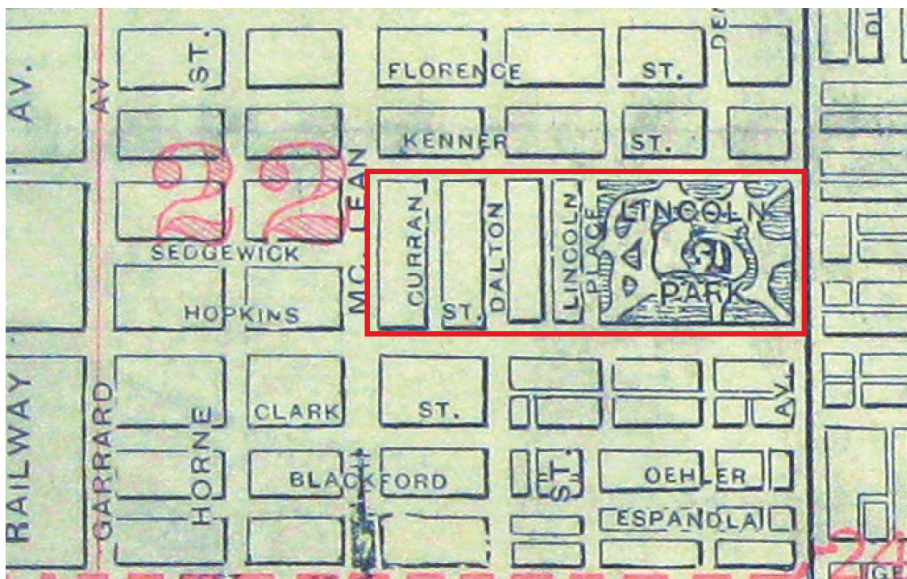 AV.
AV
ST.
FLORENCE ST.
KENNER ST.
22
MC. LEAN
SEDGEWICK
HOPKINS
CURRAN
ST.
DALTON
LINCOLN
PLACE
LINCOLN
PARK
RAILWAY
GARRARD
HORNE
CLARK ST.
BLACKFORD
ST.
OEHLER
AV.
ESPANOLA
24